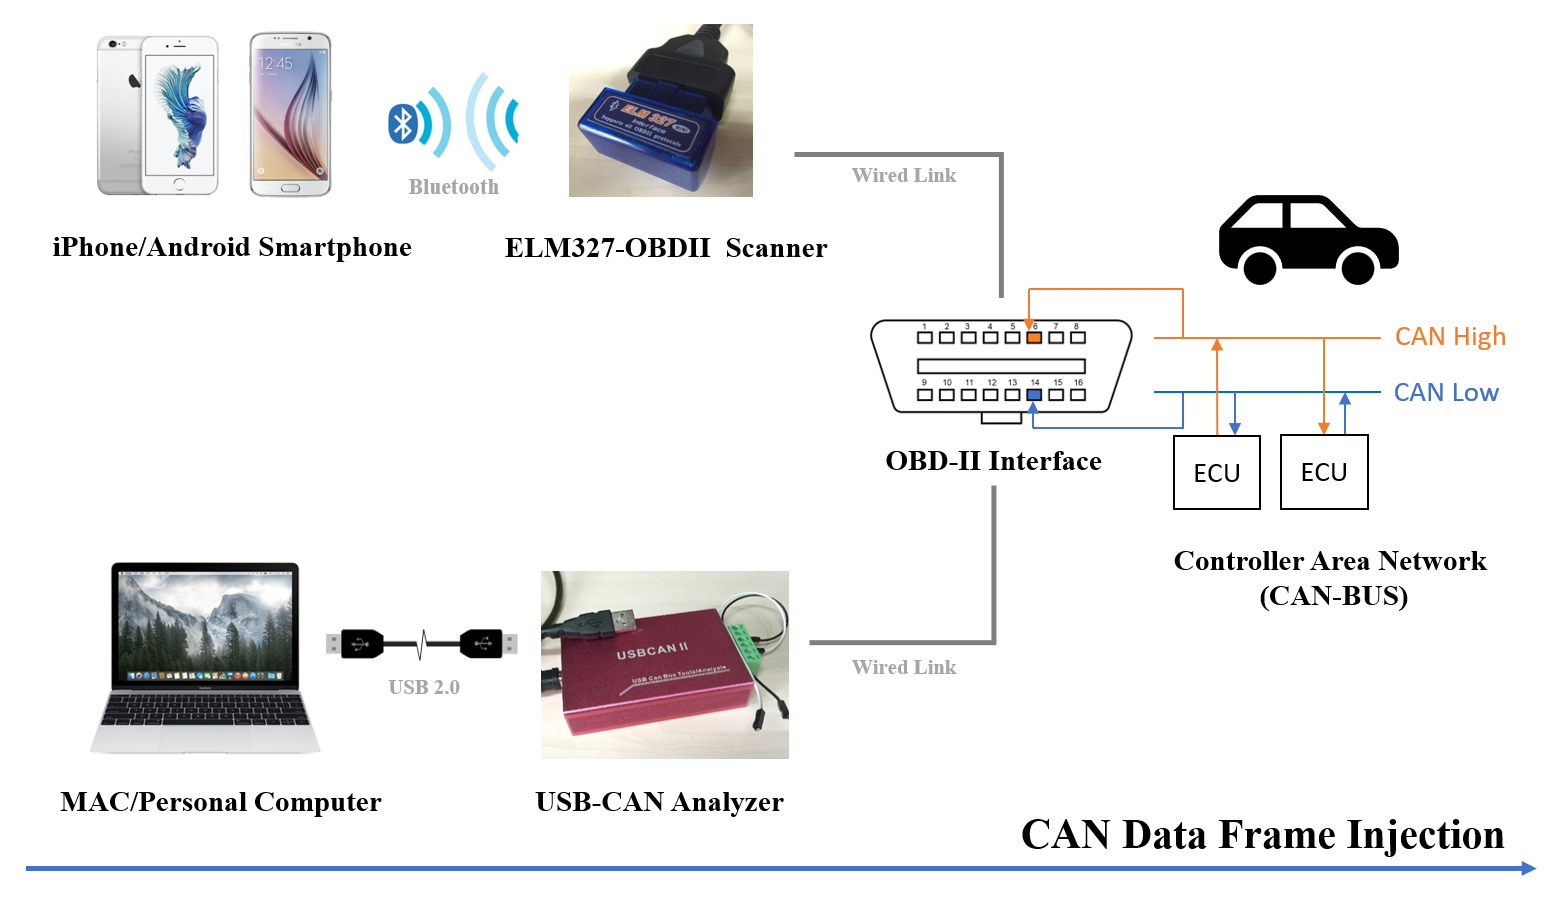 12:45
Bluetooth
ELM 327
Interface
Supports all OBDII protocols
Wired Link
iPhone/Android Smartphone
ELM327-OBDII Scanner
1 2 3 4 5 6 7 8
9 10 11 12 13 14 15 16
CAN High
CAN Low
OBD-II Interface
ECU
ECU
Controller Area Network
(CAN-BUS)
USBCAN II
USB Can Bus Tools/Analysis
USB 2.0
Wired Link
MAC/Personal Computer
USB-CAN Analyzer
CAN Data Frame Injection